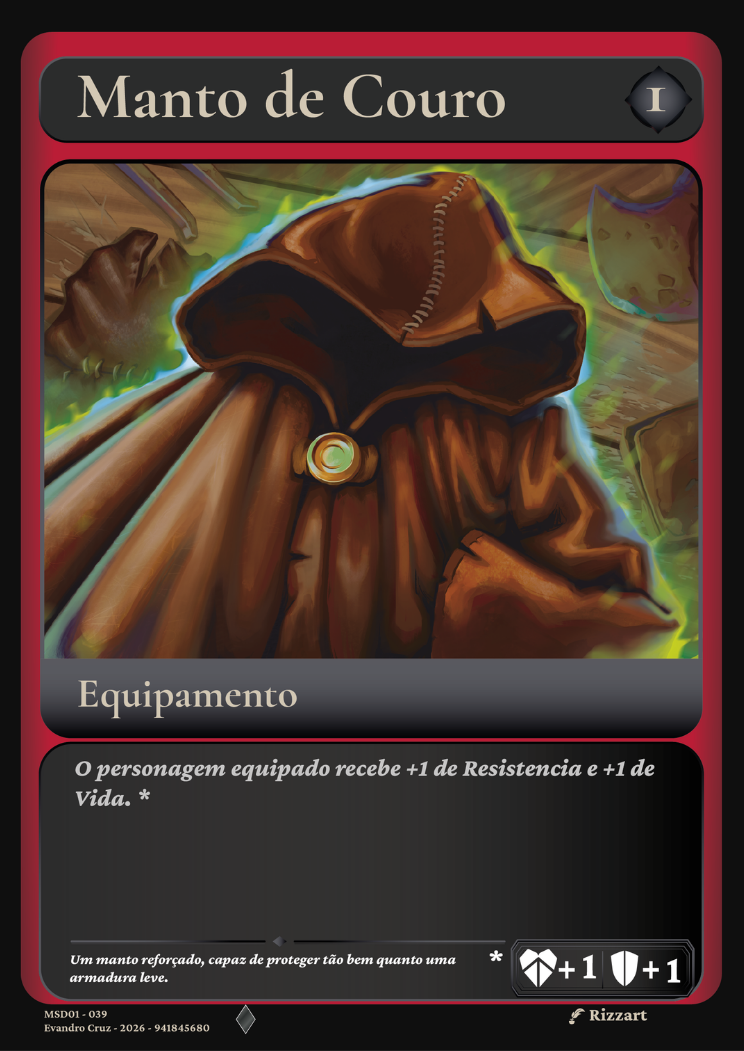 Manto de Couro
I
Equipamento
O personagem equipado recebe +1 de Resistencia e +1 de
Vida. *
Um manto reforçado, capaz de proteger tão bem quanto uma
armadura leve.
* +1 +1
MSD01 - 039
Evandro Cruz - 2026 - 941845680
Rizzart